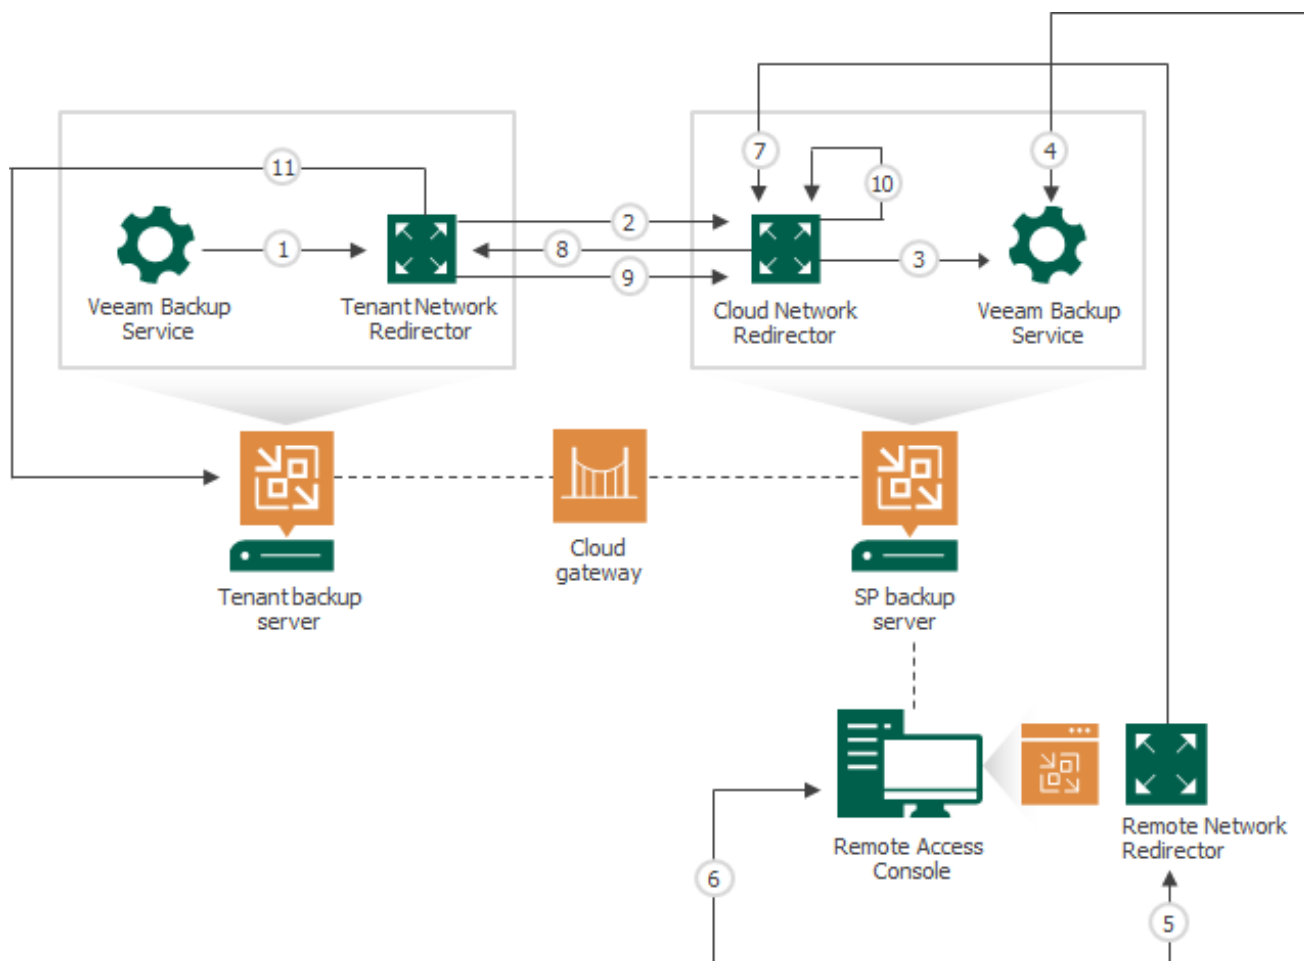 7
4
11
10
2
1
8
3
9
Veeam Backup
Service
Tenant Network
Redirector
Cloud Network
Redirector
Veeam Backup
Service
Cloud
gateway
Tenant backup
server
SP backup
server
Remote Access
Console
Remote Network
Redirector
6
5